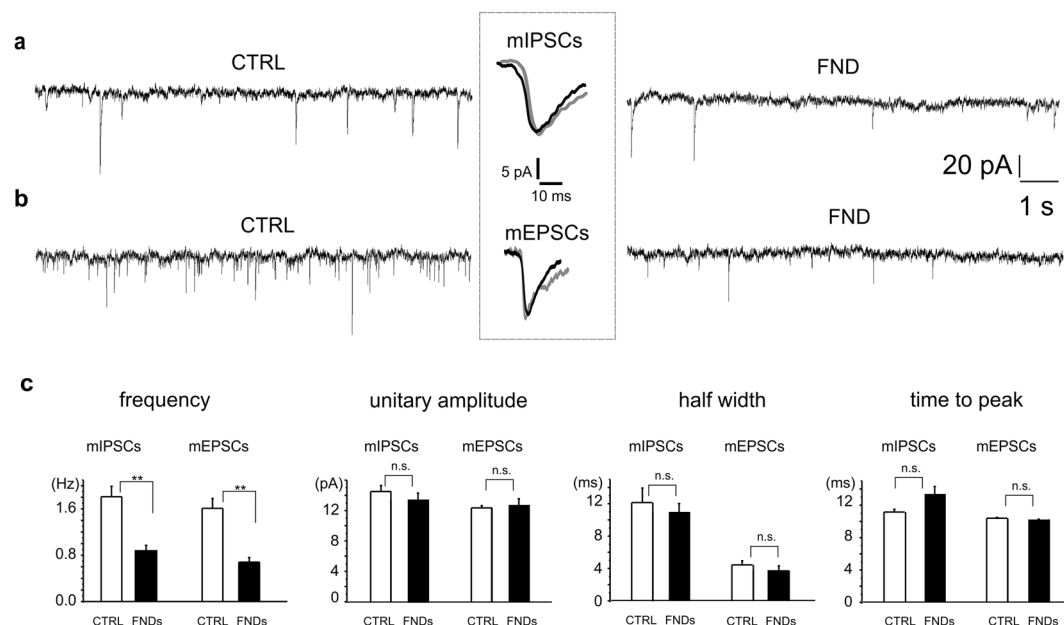 a
CTRL
mIPSCs
FND
5 pA
10 ms
20 pA
1 s
b
CTRL
mEPSCs
FND
c
frequency
unitary amplitude
half width
time to peak
mIPSCs mEPSCs
mIPSCs mEPSCs
mIPSCs mEPSCs
mIPSCs mEPSCs
(Hz)
1.6
0.8
0.0
** **
CTRL FNDs CTRL FNDs
(pA)
12
8
4
0
n.s. n.s.
CTRL FNDs CTRL FNDs
(ms)
12
8
4
0
n.s. n.s.
CTRL FNDs CTRL FNDs
(ms)
12
8
4
0
n.s. n.s.
CTRL FNDs CTRL FNDs